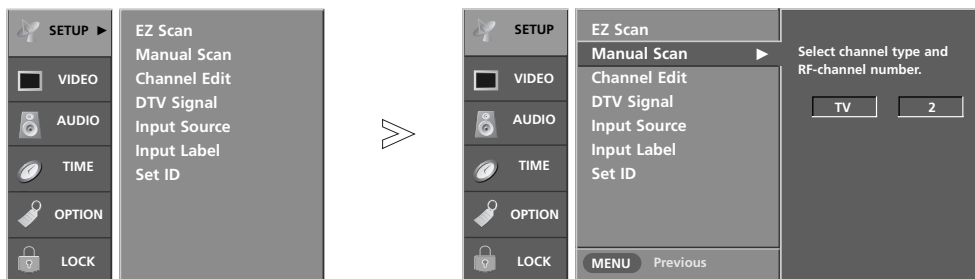 SETUP ►
VIDEO
AUDIO
TIME
OPTION
LOCK
EZ Scan
Manual Scan
Channel Edit
DTV Signal
Input Source
Input Label
Set ID
SETUP
VIDEO
AUDIO
TIME
OPTION
LOCK
EZ Scan
Manual Scan ►
Channel Edit
DTV Signal
Input Source
Input Label
Set ID
MENU Previous
Select channel type and
RF-channel number.
TV 2